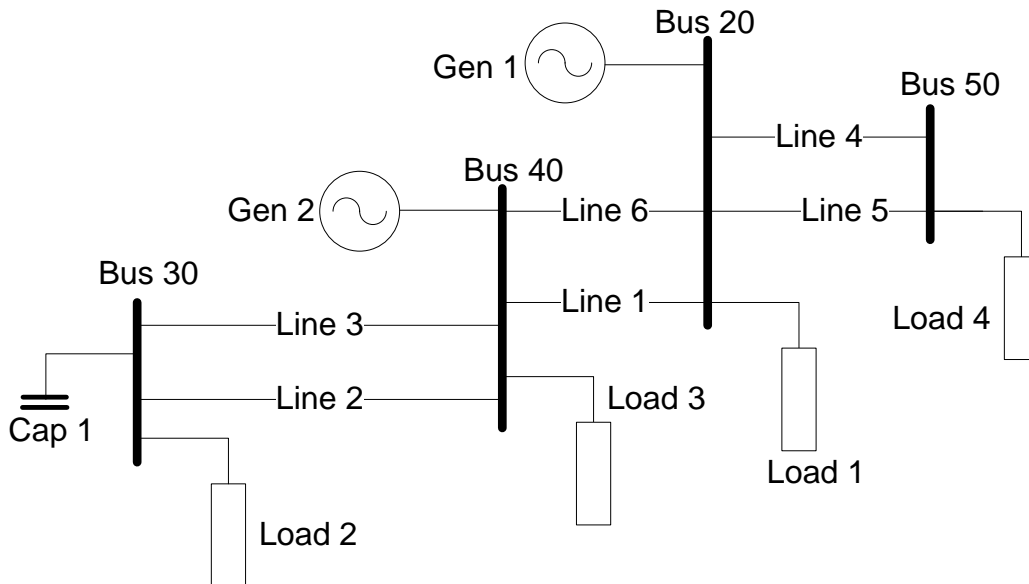 Bus 20
Gen 1
Bus 50
Line 4
Bus 40
Gen 2
Line 6
Line 5
Bus 30
Line 1
Line 3
Load 4
Line 2
Load 3
Cap 1
Load 1
Load 2